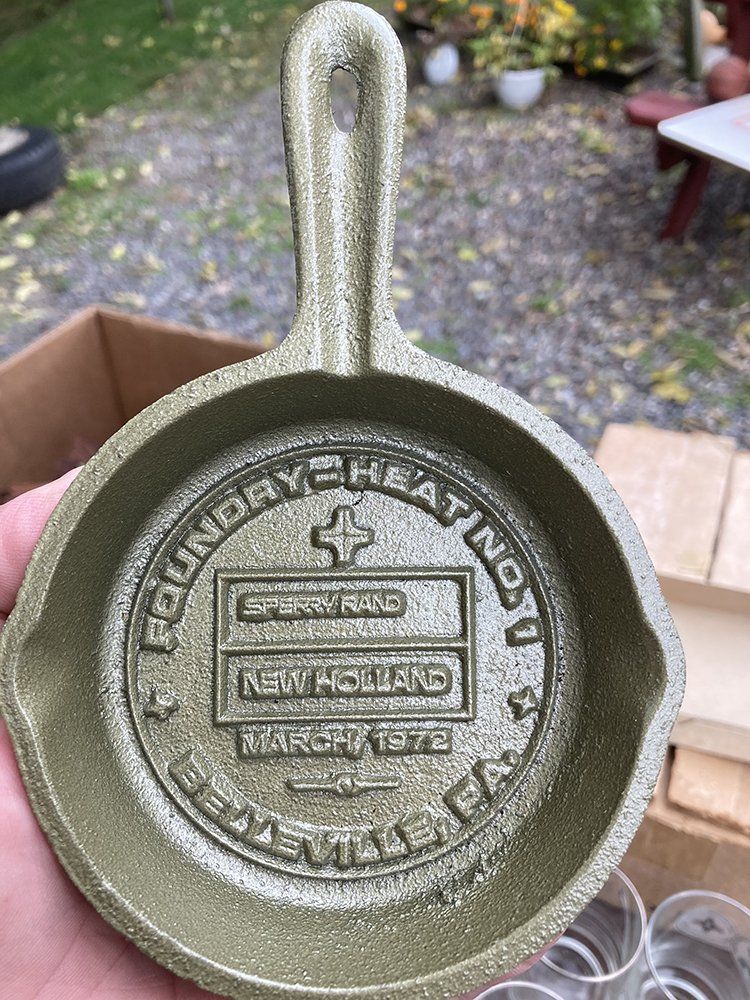 FOUNDRY-HEAT NO. 1
SPERRY RAND
NEW HOLLAND
MARCH, 1972
BELLEVILLE, PA.